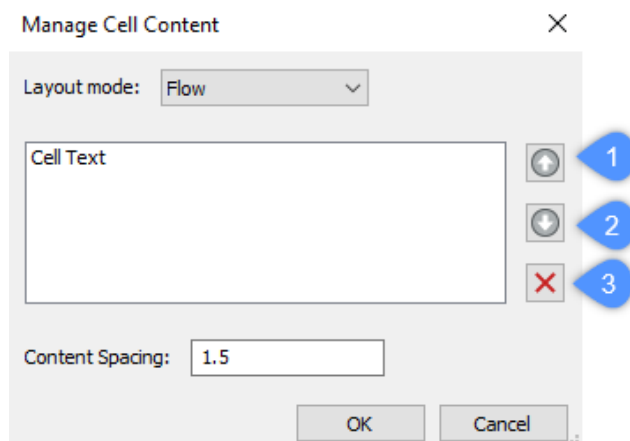 Manage Cell Content
Layout mode: Flow
Cell Text
1
2
3
Content Spacing: 1.5
OK Cancel